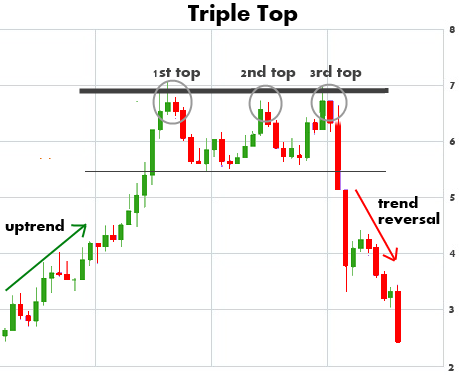 Triple Top
8
1st top
2nd top
3rd top
7
6
5
uptrend
trend
reversal
4
3
2